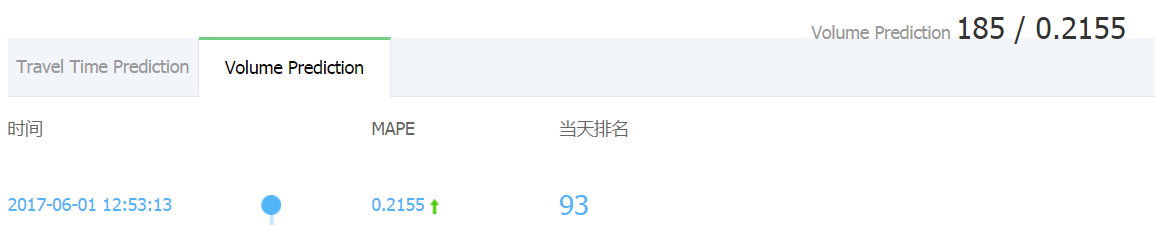 Volume Prediction 185 / 0.2155
Travel Time Prediction Volume Prediction
时间 MAPE 当天排名
2017-06-01 12:53:13 0.2155 93